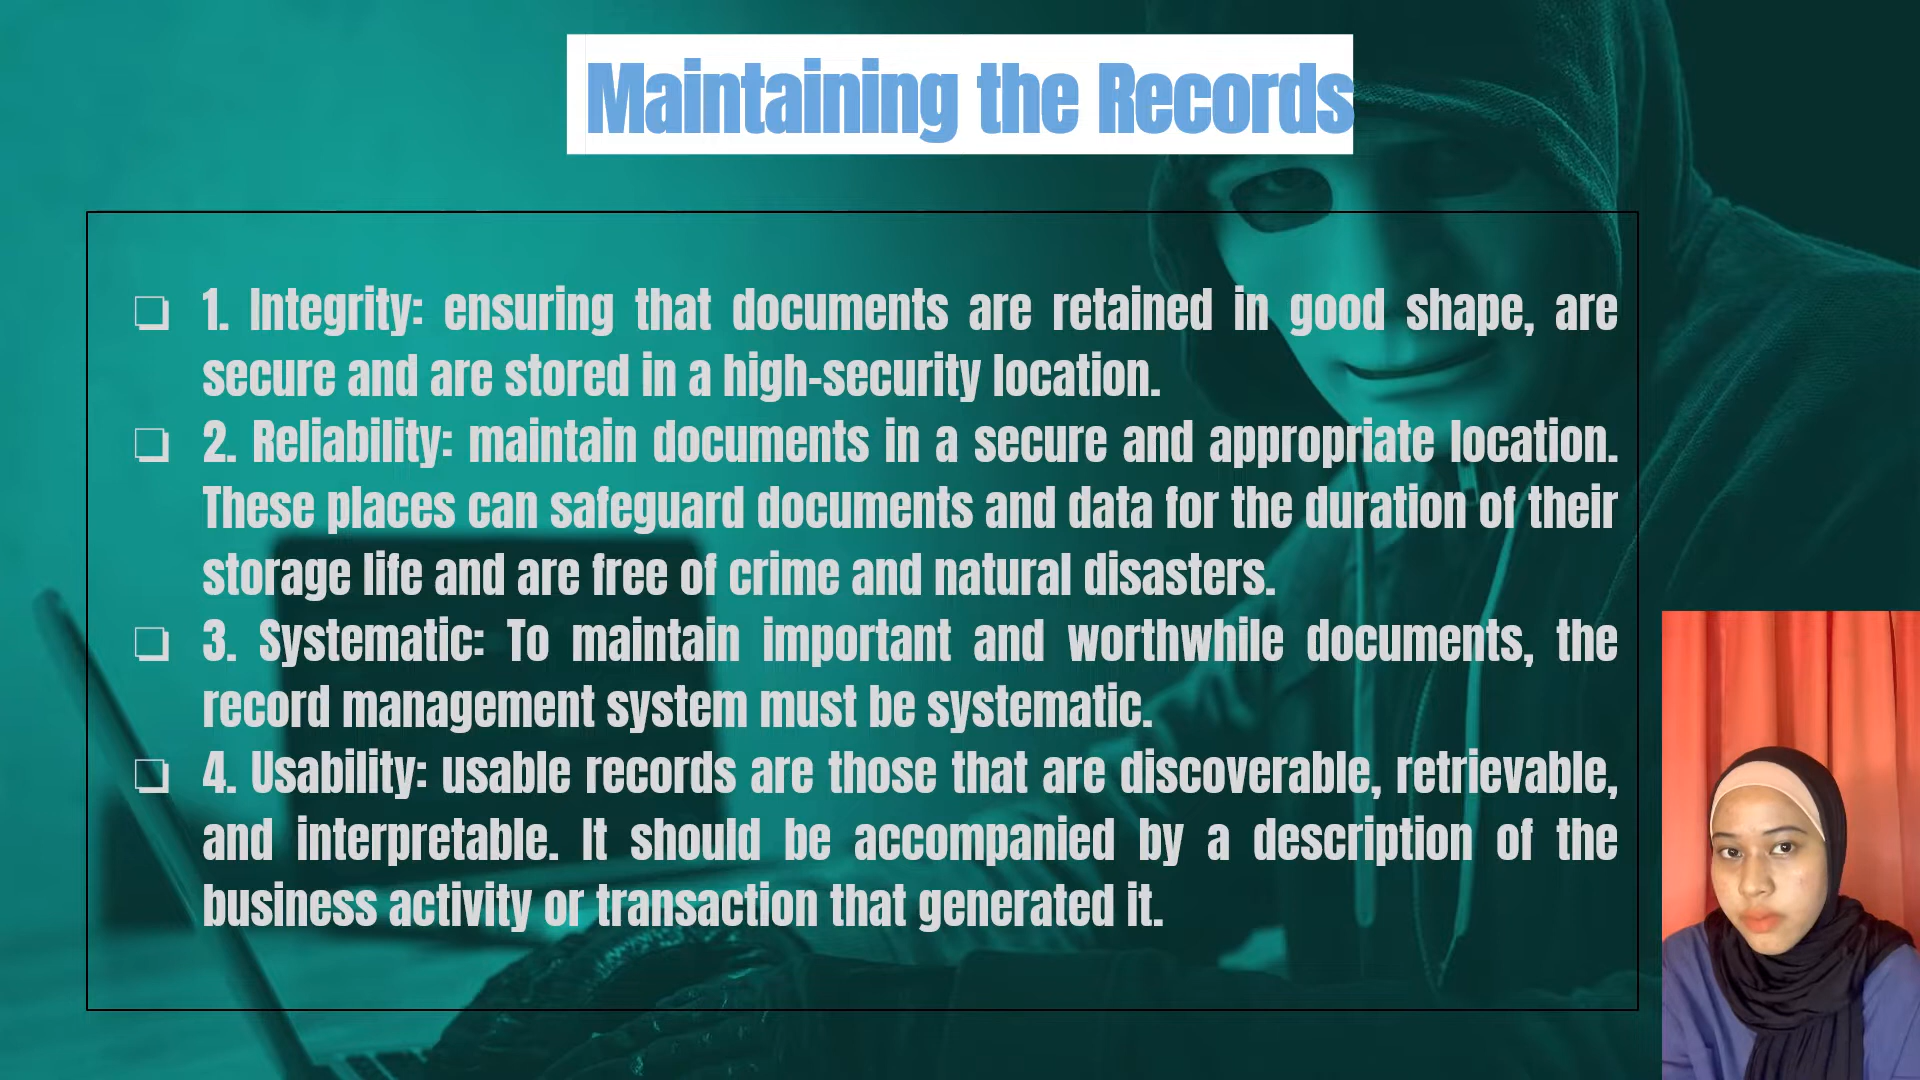 Maintaining the Records
❏ 1. Integrity: ensuring that documents are retained in good shape, are
secure and are stored in a high-security location.
❏ 2. Reliability: maintain documents in a secure and appropriate location.
These places can safeguard documents and data for the duration of their
storage life and are free of crime and natural disasters.
❏ 3. Systematic: To maintain important and worthwhile documents, the
record management system must be systematic.
❏ 4. Usability: usable records are those that are discoverable, retrievable,
and interpretable. It should be accompanied by a description of the
business activity or transaction that generated it.